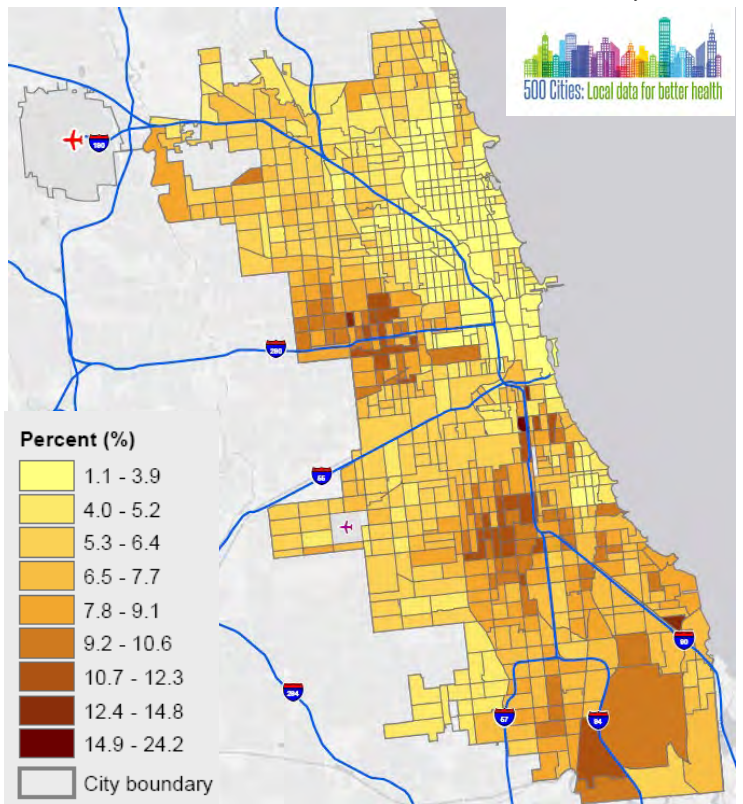 500 Cities: Local data for better health
190
290
55
90
294
57
94
Percent (%)
1.1 - 3.9
4.0 - 5.2
5.3 - 6.4
6.5 - 7.7
7.8 - 9.1
9.2 - 10.6
10.7 - 12.3
12.4 - 14.8
14.9 - 24.2
City boundary